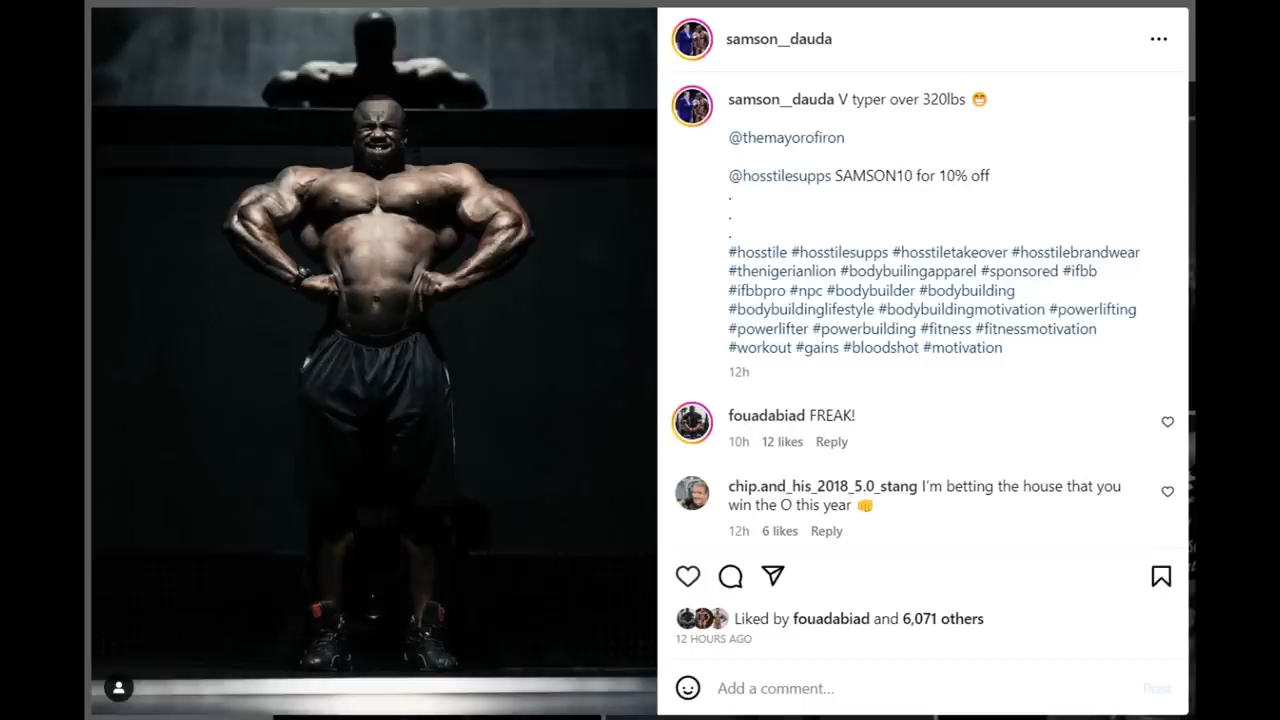 samson__dauda
samson__dauda V typer over 320lbs 😁
@themayorofiron
@hosstilesupps SAMSON10 for 10% off
.
.
.
#hosstile #hosstilesupps #hosstiletakeover #hosstilebrandwear
#thenigerianlion #bodybuilingapparel #sponsored #ifbb
#ifbbpro #npc #bodybuilder #bodybuilding
#bodybuildinglifestyle #bodybuildingmotivation #powerlifting
#powerlifter #powerbuilding #fitness #fitnessmotivation
#workout #gains #bloodshot #motivation
12h
fouadabiad FREAK!
10h 12 likes Reply
chip.and_his_2018_5.0_stang I'm betting the house that you
win the O this year 👊
12h 6 likes Reply
Liked by fouadabiad and 6,071 others
12 HOURS AGO
Add a comment... Post